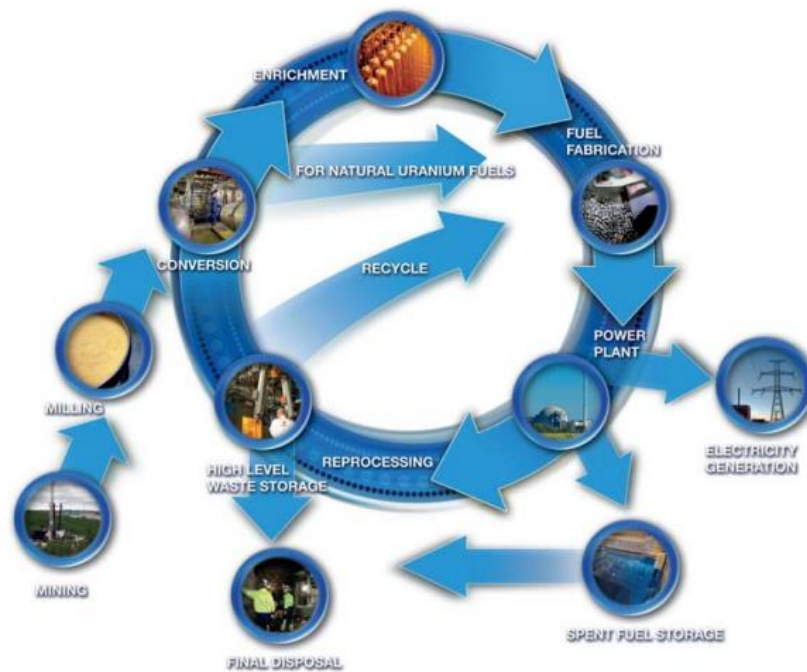 ENRICHMENT
FUEL
FABRICATION
FOR NATURAL URANIUM FUELS
CONVERSION
RECYCLE
POWER
PLANT
MILLING
ELECTRICITY
GENERATION
REPROCESSING
HIGH LEVEL
WASTE STORAGE
MINING
SPENT FUEL STORAGE
FINAL DISPOSAL